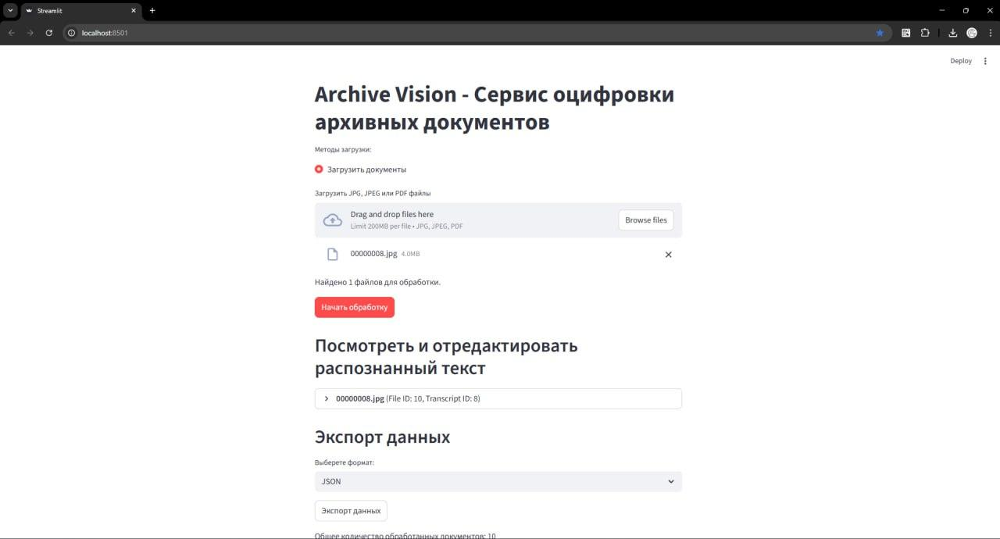 Streamlit
localhost:8501
Deploy
Archive Vision - Сервис оцифровки
архивных документов
Методы загрузки:
Загрузить документы
Загрузить JPG, JPEG или PDF файлы
Drag and drop files here
Limit 200MB per file • JPG, JPEG, PDF
Browse files
00000008.jpg 4.0MB
Найдено 1 файлов для обработки.
Начать обработку
Посмотреть и отредактировать
распознанный текст
00000008.jpg (File ID: 10, Transcript ID: 8)
Экспорт данных
Выберете формат:
JSON
Экспорт данных
Общее количество обработанных документов: 10